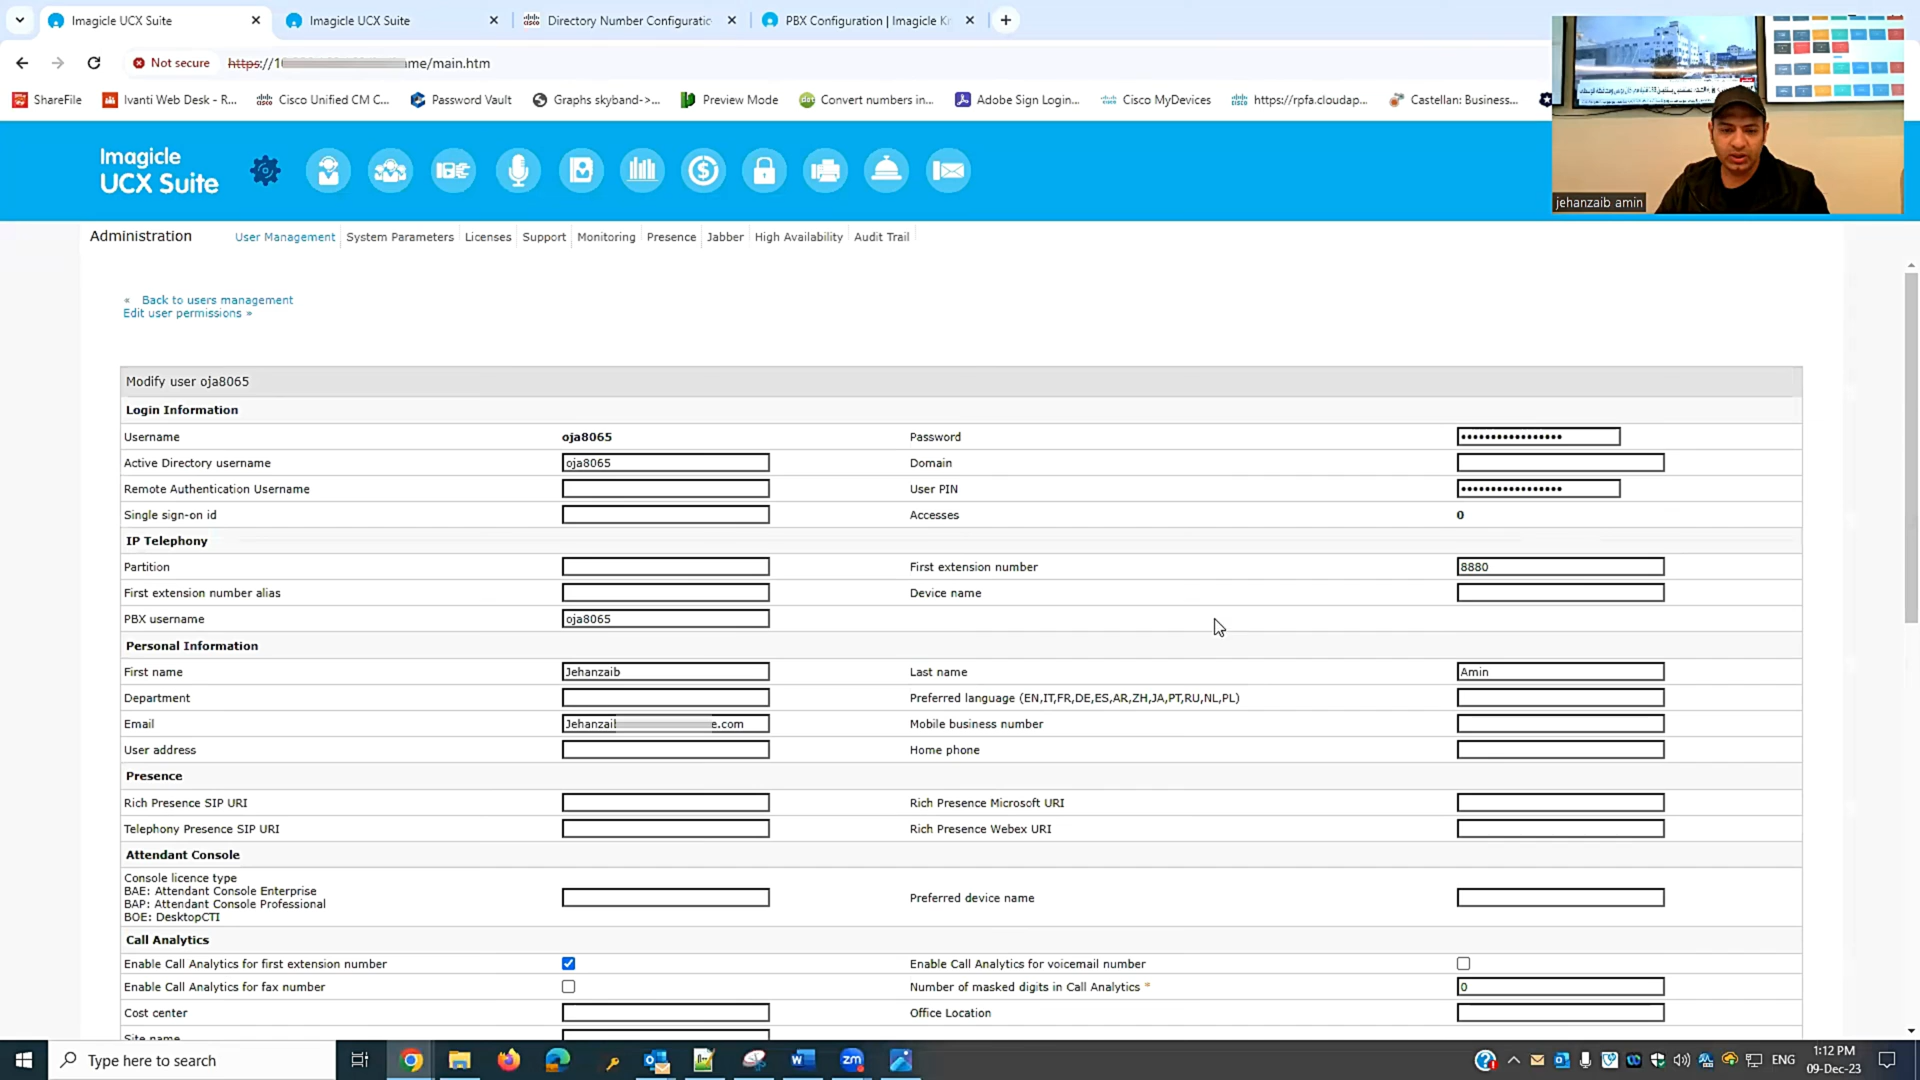 Imagicle UCX Suite
Imagicle UCX Suite
Directory Number Configuratio
PBX Configuration | Imagicle Kn
Not secure
https://1
me/main.htm
ShareFile
Ivanti Web Desk - R...
Cisco Unified CM C...
Password Vault
Graphs skyband->...
Preview Mode
Convert numbers in...
Adobe Sign Login...
Cisco MyDevices
https://rpfa.cloudap...
Castellan: Business...
jehanzaib amin
Imagicle
UCX Suite
Administration
User Management
System Parameters
Licenses
Support
Monitoring
Presence
Jabber
High Availability
Audit Trail
« Back to users management
Edit user permissions »
Modify user oja8065
Login Information
Username oja8065 Password •••••••••••••••••
Active Directory username oja8065 Domain
Remote Authentication Username User PIN •••••••••••••••••
Single sign-on id Accesses 0
IP Telephony
Partition First extension number 8880
First extension number alias Device name
PBX username oja8065
Personal Information
First name Jehanzaib Last name Amin
Department Preferred language (EN,IT,FR,DE,ES,AR,ZH,JA,PT,RU,NL,PL)
Email Jehanzail e.com Mobile business number
User address Home phone
Presence
Rich Presence SIP URI Rich Presence Microsoft URI
Telephony Presence SIP URI Rich Presence Webex URI
Attendant Console
Console licence type
BAE: Attendant Console Enterprise
BAP: Attendant Console Professional
BOE: DesktopCTI
Preferred device name
Call Analytics
Enable Call Analytics for first extension number Enable Call Analytics for voicemail number
Enable Call Analytics for fax number Number of masked digits in Call Analytics * 0
Cost center Office Location
Site name
Type here to search
ENG
1:12 PM
09-Dec-23